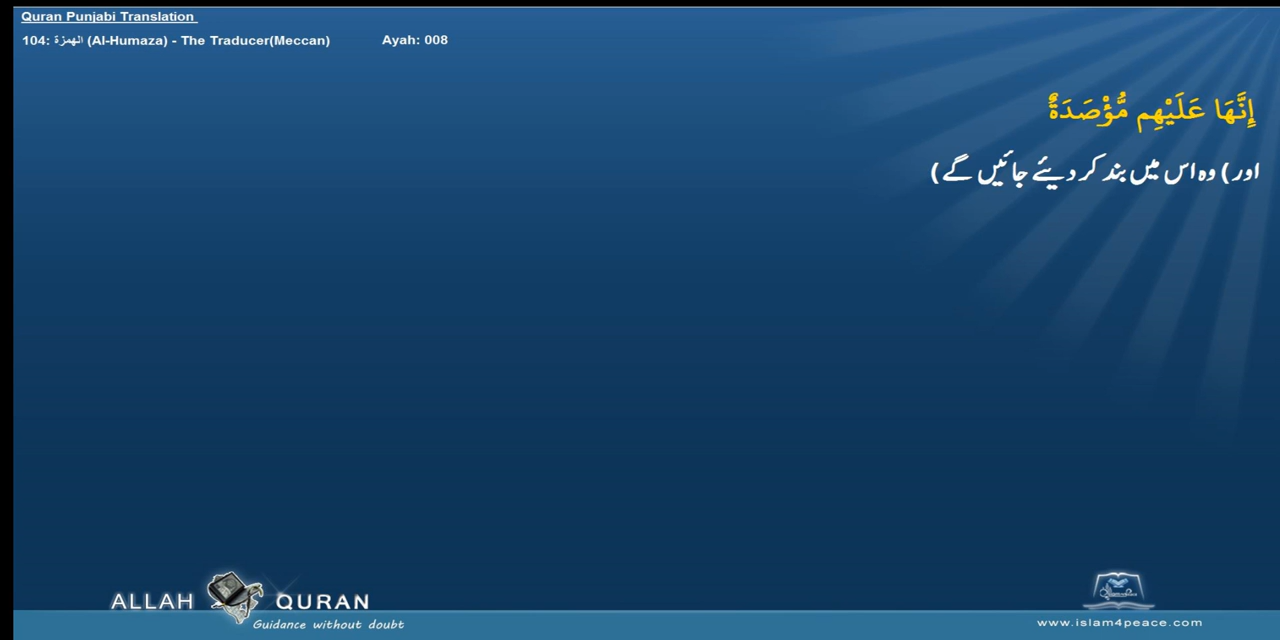 Quran Punjabi Translation
104: الهمزة (Al-Humaza) - The Traducer(Meccan) Ayah: 008
إِنَّهَا عَلَيْهِم مُّؤْصَدَةٌ
اور) وہ اس میں بند کر دیئے جائیں گے)
ALLAH QURAN
Guidance without doubt
www.islam4peace.com